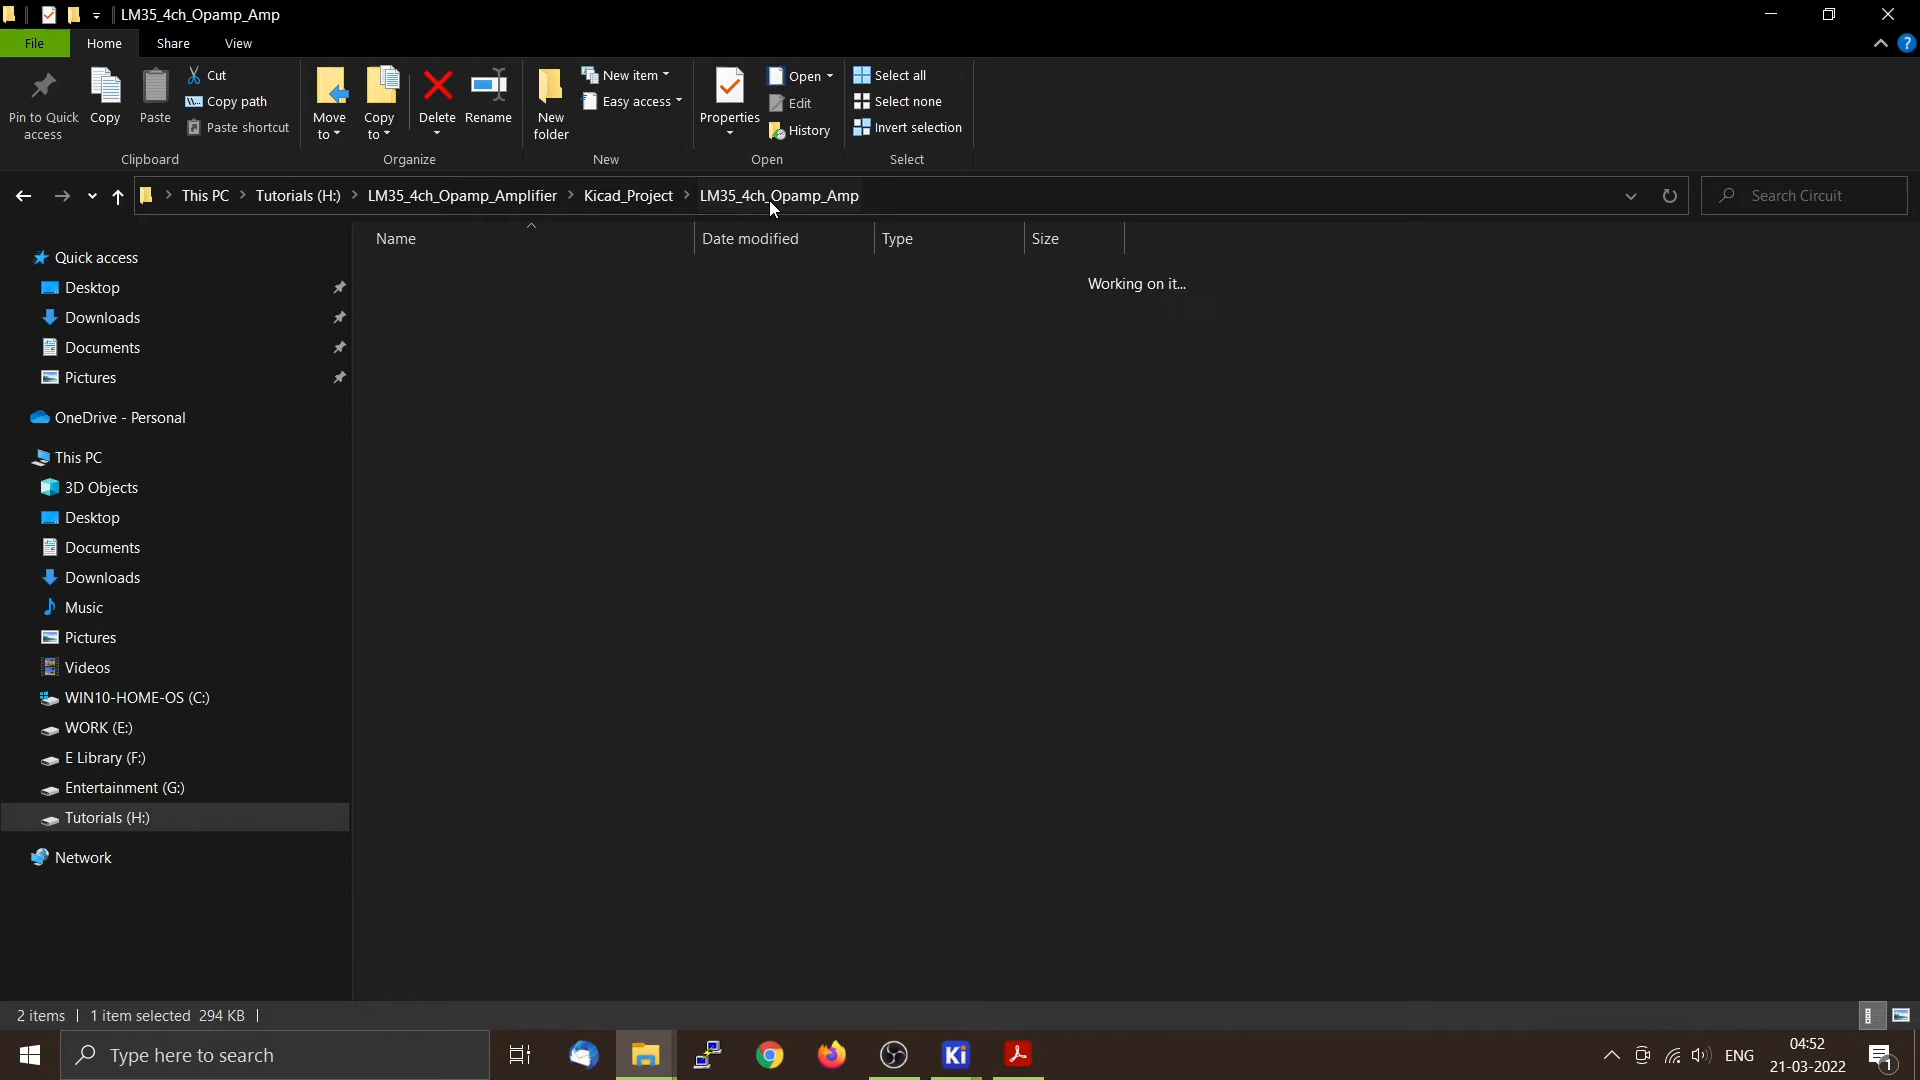 LM35_4ch_Opamp_Amp
File Home Share View
Pin to Quick access
Copy
Paste
Cut
Copy path
Paste shortcut
Clipboard
Move to
Copy to
Delete
Rename
Organize
New folder
New item
Easy access
New
Properties
Open
Edit
History
Open
Select all
Select none
Invert selection
Select
This PC Tutorials (H:) LM35_4ch_Opamp_Amplifier Kicad_Project LM35_4ch_Opamp_Amp
Search Circuit
Name Date modified Type Size
Working on it...
Quick access
Desktop
Downloads
Documents
Pictures
OneDrive - Personal
This PC
3D Objects
Desktop
Documents
Downloads
Music
Pictures
Videos
WIN10-HOME-OS (C:)
WORK (E:)
E Library (F:)
Entertainment (G:)
Tutorials (H:)
Network
2 items 1 item selected 294 KB
Type here to search
Ki
ENG
04:52
21-03-2022
1